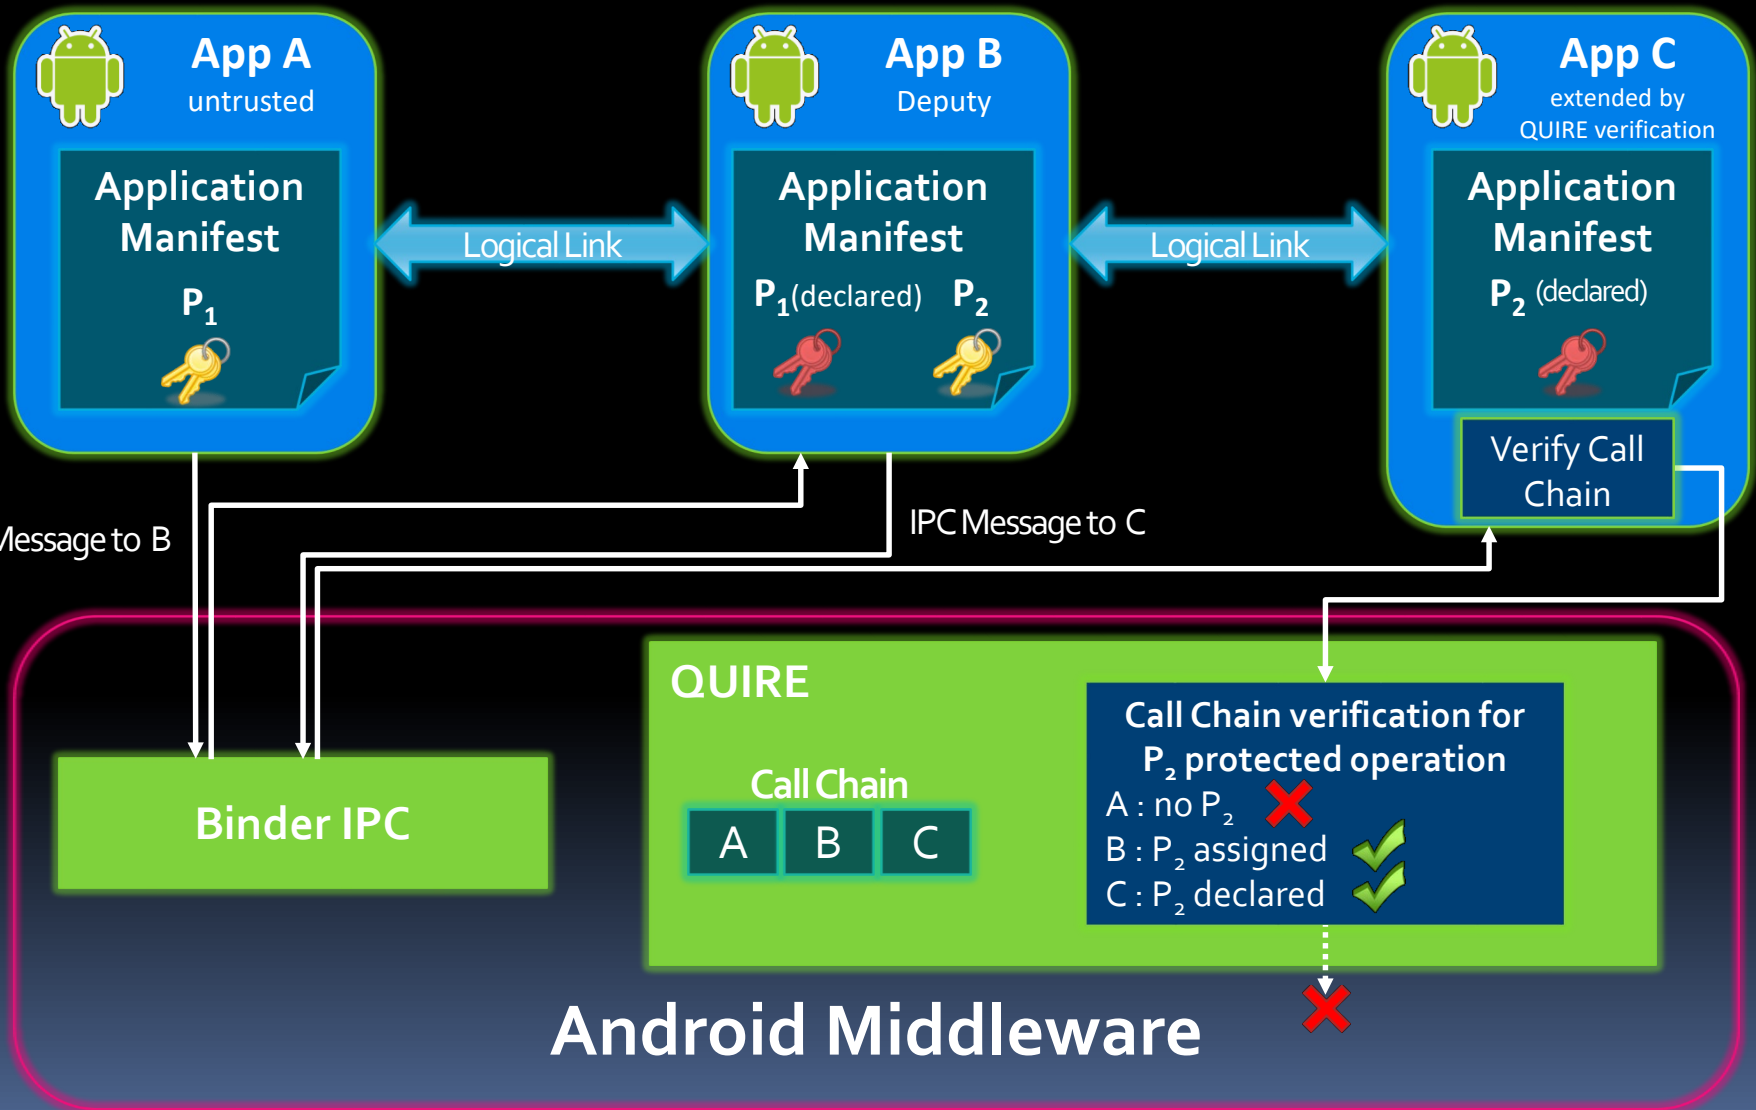 App A
untrusted
Application
Manifest
P₁
Logical Link
App B
Deputy
Application
Manifest
P₁(declared) P₂
Logical Link
App C
extended by
QUIRE verification
Application
Manifest
P₂ (declared)
Verify Call
Chain
Message to B
IPC Message to C
Binder IPC
QUIRE
Call Chain
A B C
Call Chain verification for
P₂ protected operation
A : no P₂
B : P₂ assigned
C : P₂ declared
Android Middleware